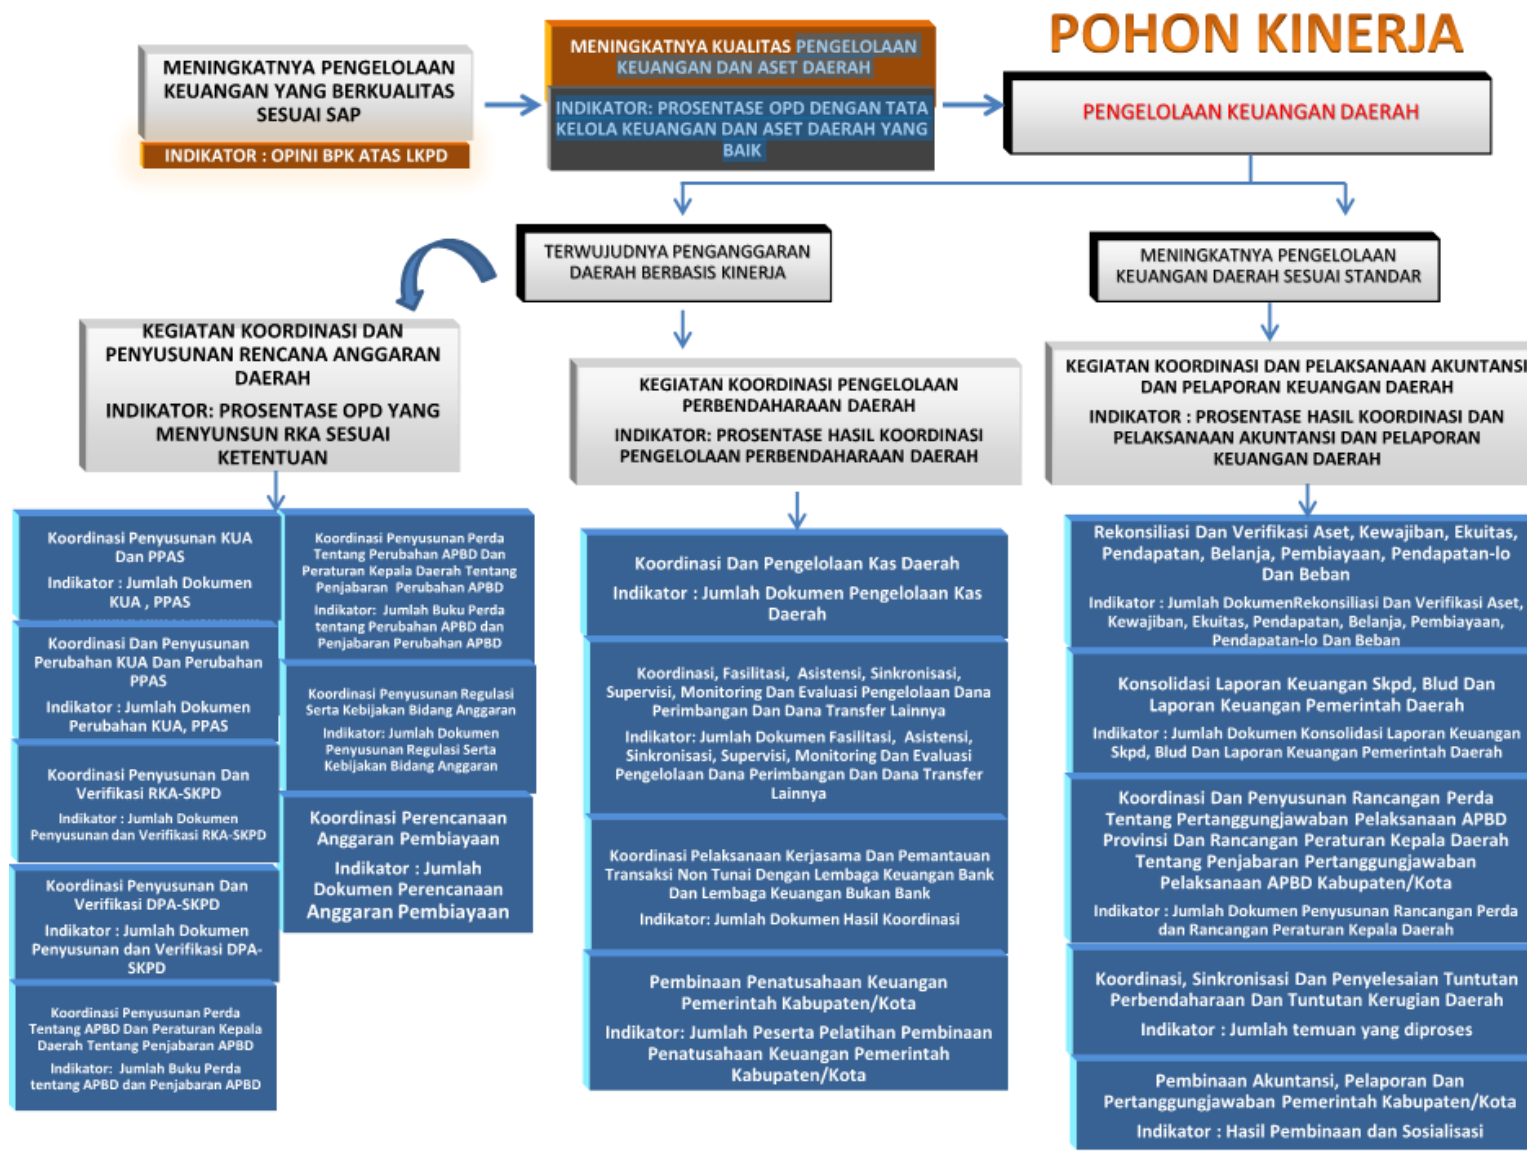 POHON KINERJA
MENINGKATNYA PENGELOLAAN
KEUANGAN YANG BERKUALITAS
SESUAI SAP
INDIKATOR : OPINI BPK ATAS LKPD
MENINGKATNYA KUALITAS PENGELOLAAN
KEUANGAN DAN ASET DAERAH
INDIKATOR: PROSENTASE OPD DENGAN TATA
KELOLA KEUANGAN DAN ASET DAERAH YANG
BAIK
PENGELOLAAN KEUANGAN DAERAH
TERWUJUDNYA PENGANGGARAN
DAERAH BERBASIS KINERJA
MENINGKATNYA PENGELOLAAN
KEUANGAN DAERAH SESUAI STANDAR
KEGIATAN KOORDINASI DAN
PENYUSUNAN RENCANA ANGGARAN
DAERAH
INDIKATOR: PROSENTASE OPD YANG
MENYUNSUN RKA SESUAI
KETENTUAN
KEGIATAN KOORDINASI PENGELOLAAN
PERBENDAHARAAN DAERAH
INDIKATOR: PROSENTASE HASIL KOORDINASI
PENGELOLAAN PERBENDAHARAAN DAERAH
KEGIATAN KOORDINASI DAN PELAKSANAAN AKUNTANSI
DAN PELAPORAN KEUANGAN DAERAH
INDIKATOR : PROSENTASE HASIL KOORDINASI DAN
PELAKSANAAN AKUNTANSI DAN PELAPORAN
KEUANGAN DAERAH
Koordinasi Penyusunan KUA
Dan PPAS
Indikator : Jumlah Dokumen
KUA , PPAS
Koordinasi Dan Penyusunan
Perubahan KUA Dan Perubahan
PPAS
Indikator : Jumlah Dokumen
Perubahan KUA, PPAS
Koordinasi Penyusunan Dan
Verifikasi RKA-SKPD
Indikator : Jumlah Dokumen
Penyusunan dan Verifikasi RKA-SKPD
Koordinasi Penyusunan Dan
Verifikasi DPA-SKPD
Indikator : Jumlah Dokumen
Penyusunan dan Verifikasi DPA-
SKPD
Koordinasi Penyusunan Perda
Tentang APBD Dan Peraturan Kepala
Daerah Tentang Penjabaran APBD
Indikator: Jumlah Buku Perda
tentang APBD dan Penjabaran APBD
Koordinasi Penyusunan Perda
Tentang Perubahan APBD Dan
Peraturan Kepala Daerah Tentang
Penjabaran Perubahan APBD
Indikator: Jumlah Buku Perda
tentang Perubahan APBD dan
Penjabaran Perubahan APBD
Koordinasi Penyusunan Regulasi
Serta Kebijakan Bidang Anggaran
Indikator: Jumlah Dokumen
Penyusunan Regulasi Serta
Kebijakan Bidang Anggaran
Koordinasi Perencanaan
Anggaran Pembiayaan
Indikator : Jumlah
Dokumen Perencanaan
Anggaran Pembiayaan
Koordinasi Dan Pengelolaan Kas Daerah
Indikator : Jumlah Dokumen Pengelolaan Kas
Daerah
Koordinasi, Fasilitasi, Asistensi, Sinkronisasi,
Supervisi, Monitoring Dan Evaluasi Pengelolaan Dana
Perimbangan Dan Dana Transfer Lainnya
Indikator: Jumlah Dokumen Fasilitasi, Asistensi,
Sinkronisasi, Supervisi, Monitoring Dan Evaluasi
Pengelolaan Dana Perimbangan Dan Dana Transfer
Lainnya
Koordinasi Pelaksanaan Kerjasama Dan Pemantauan
Transaksi Non Tunai Dengan Lembaga Keuangan Bank
Dan Lembaga Keuangan Bukan Bank
Indikator: Jumlah Dokumen Hasil Koordinasi
Pembinaan Penatusahaan Keuangan
Pemerintah Kabupaten/Kota
Indikator: Jumlah Peserta Pelatihan Pembinaan
Penatusahaan Keuangan Pemerintah
Kabupaten/Kota
Rekonsiliasi Dan Verifikasi Aset, Kewajiban, Ekuitas,
Pendapatan, Belanja, Pembiayaan, Pendapatan-lo
Dan Beban
Indikator : Jumlah DokumenRekonsiliasi Dan Verifikasi Aset,
Kewajiban, Ekuitas, Pendapatan, Belanja, Pembiayaan,
Pendapatan-lo Dan Beban
Konsolidasi Laporan Keuangan Skpd, Blud Dan
Laporan Keuangan Pemerintah Daerah
Indikator : Jumlah Dokumen Konsolidasi Laporan Keuangan
Skpd, Blud Dan Laporan Keuangan Pemerintah Daerah
Koordinasi Dan Penyusunan Rancangan Perda
Tentang Pertanggungjawaban Pelaksanaan APBD
Provinsi Dan Rancangan Peraturan Kepala Daerah
Tentang Penjabaran Pertanggungjawaban
Pelaksanaan APBD Kabupaten/Kota
Indikator : Jumlah Dokumen Penyusunan Rancangan Perda
dan Rancangan Peraturan Kepala Daerah
Koordinasi, Sinkronisasi Dan Penyelesaian Tuntutan
Perbendaharaan Dan Tuntutan Kerugian Daerah
Indikator : Jumlah temuan yang diproses
Pembinaan Akuntansi, Pelaporan Dan
Pertanggungjawaban Pemerintah Kabupaten/Kota
Indikator : Hasil Pembinaan dan Sosialisasi